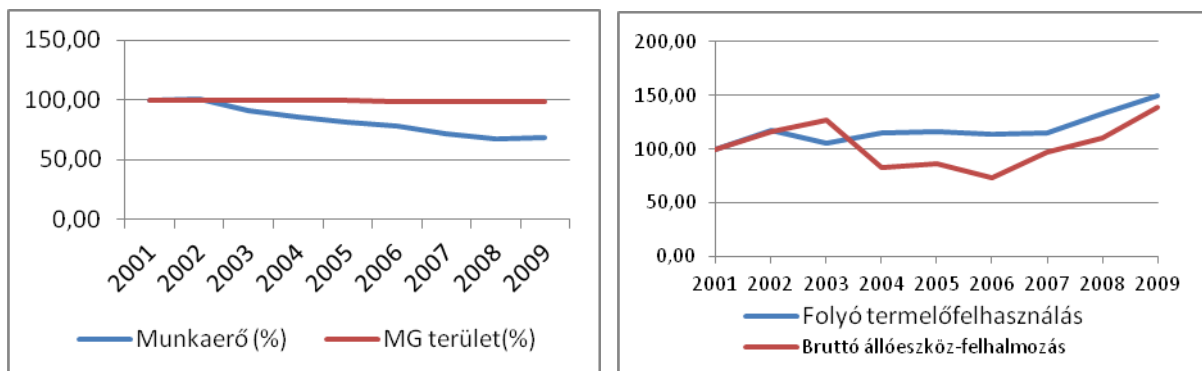 150,00
100,00
50,00
0,00
2001 2002 2003 2004 2005 2006 2007 2008 2009
Munkaerő (%) MG terület(%)
200,00
150,00
100,00
50,00
0,00
2001 2002 2003 2004 2005 2006 2007 2008 2009
Folyó termelőfelhasználás
Bruttó állóeszköz-felhalmozás